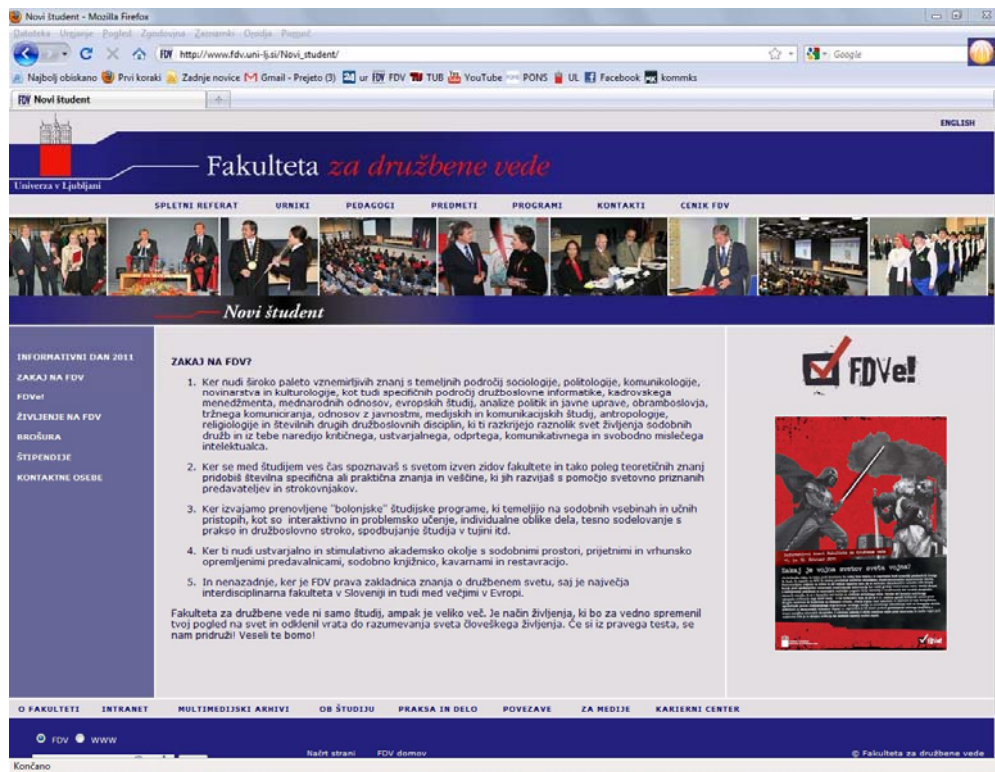 Novi študent - Mozilla Firefox
Datoteka Urejanje Pogled Zgodovina Zaznamki Orodja Pomoč
http://www.fdv.uni-lj.si/Novi_student/
Google
Najbolj obiskano Prvi koraki Zadnje novice Gmail - Prejeto (3) ur FDV TUB YouTube PONS UL Facebook kommks
Novi študent
ENGLISH
Univerza v Ljubljani
Fakulteta za družbene vede
SPLETNI REFERAT URNIKI PEDAGOGI PREDMETI PROGRAMI KONTAKTI CENIK FDV
Novi študent
INFORMATIVNI DAN 2011
ZAKAJ NA FDV
FDVe!
ŽIVLJENJE NA FDV
BROŠURA
ŠTIPENDIJE
KONTAKTNE OSEBE
ZAKAJ NA FDV?
1. Ker nudi široko paleto vznemirljivih znanj s temeljnih področij sociologije, politologije, komunikologije,
novinarstva in kulturologije, kot tudi specifičnih področij družboslovne informatike, kadrovskega
menedžmenta, mednarodnih odnosov, evropskih študij, analize politik in javne uprave, obramboslovja,
tržnega komuniciranja, odnosov z javnostmi, medijskih in komunikacijskih študij, antropologije,
religiologije in številnih drugih družboslovnih disciplin, ki ti razkrijejo raznolik svet življenja sodobnih
družb in iz tebe naredijo kritičnega, ustvarjalnega, odprtega, komunikativnega in svobodno mislečega
intelektualca.
2. Ker se med študijem ves čas spoznavaš s svetom izven zidov fakultete in tako poleg teoretičnih znanj
pridobiš številna specifična ali praktična znanja in veščine, ki jih razvijaš s pomočjo svetovno priznanih
predavateljev in strokovnjakov.
3. Ker izvajamo prenovljene "bolonjske" študijske programe, ki temeljijo na sodobnih vsebinah in učnih
pristopih, kot so interaktivno in problemsko učenje, individualne oblike dela, tesno sodelovanje s
prakso in družboslovno stroko, spodbujanje študija v tujini itd.
4. Ker ti nudi ustvarjalno in stimulativno akademsko okolje s sodobnimi prostori, prijetnimi in vrhunsko
opremljenimi predavalnicami, sodobno knjižnico, kavarnami in restavracijo.
5. In nenazadnje, ker je FDV prava zakladnica znanja o družbenem svetu, saj je največja
interdisciplinarna fakulteta v Sloveniji in tudi med večjimi v Evropi.
Fakulteta za družbene vede ni samo študij, ampak je veliko več. Je način življenja, ki bo za vedno spremenil
tvoj pogled na svet in odklenil vrata do razumevanja sveta človeškega življenja. Če si iz pravega testa, se
nam pridruži! Veseli te bomo!
FDVe!
Zakaj je vojna svetov sveta vojna?
FDVe!
O FAKULTETI INTRANET MULTIMEDIJSKI ARHIVI OB ŠTUDIJU PRAKSA IN DELO POVEZAVE ZA MEDIJE KARIERNI CENTER
FDV WWW
Načrt strani FDV domov
© Fakulteta za družbene vede
Končano